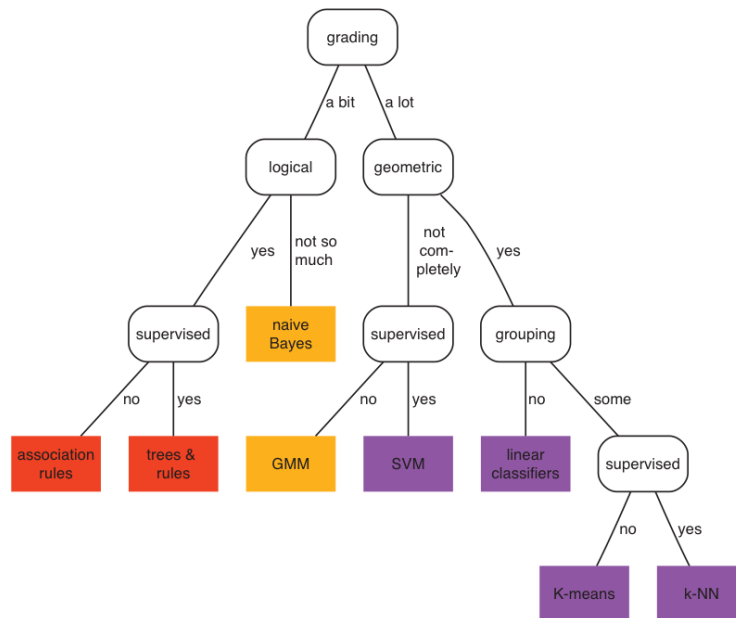 grading
a bit
a lot
logical
geometric
yes
not so
much
not
com-
pletely
yes
supervised
naive
Bayes
supervised
grouping
no
yes
no
yes
no
some
association
rules
trees &
rules
GMM
SVM
linear
classifiers
supervised
no
yes
K-means
k-NN